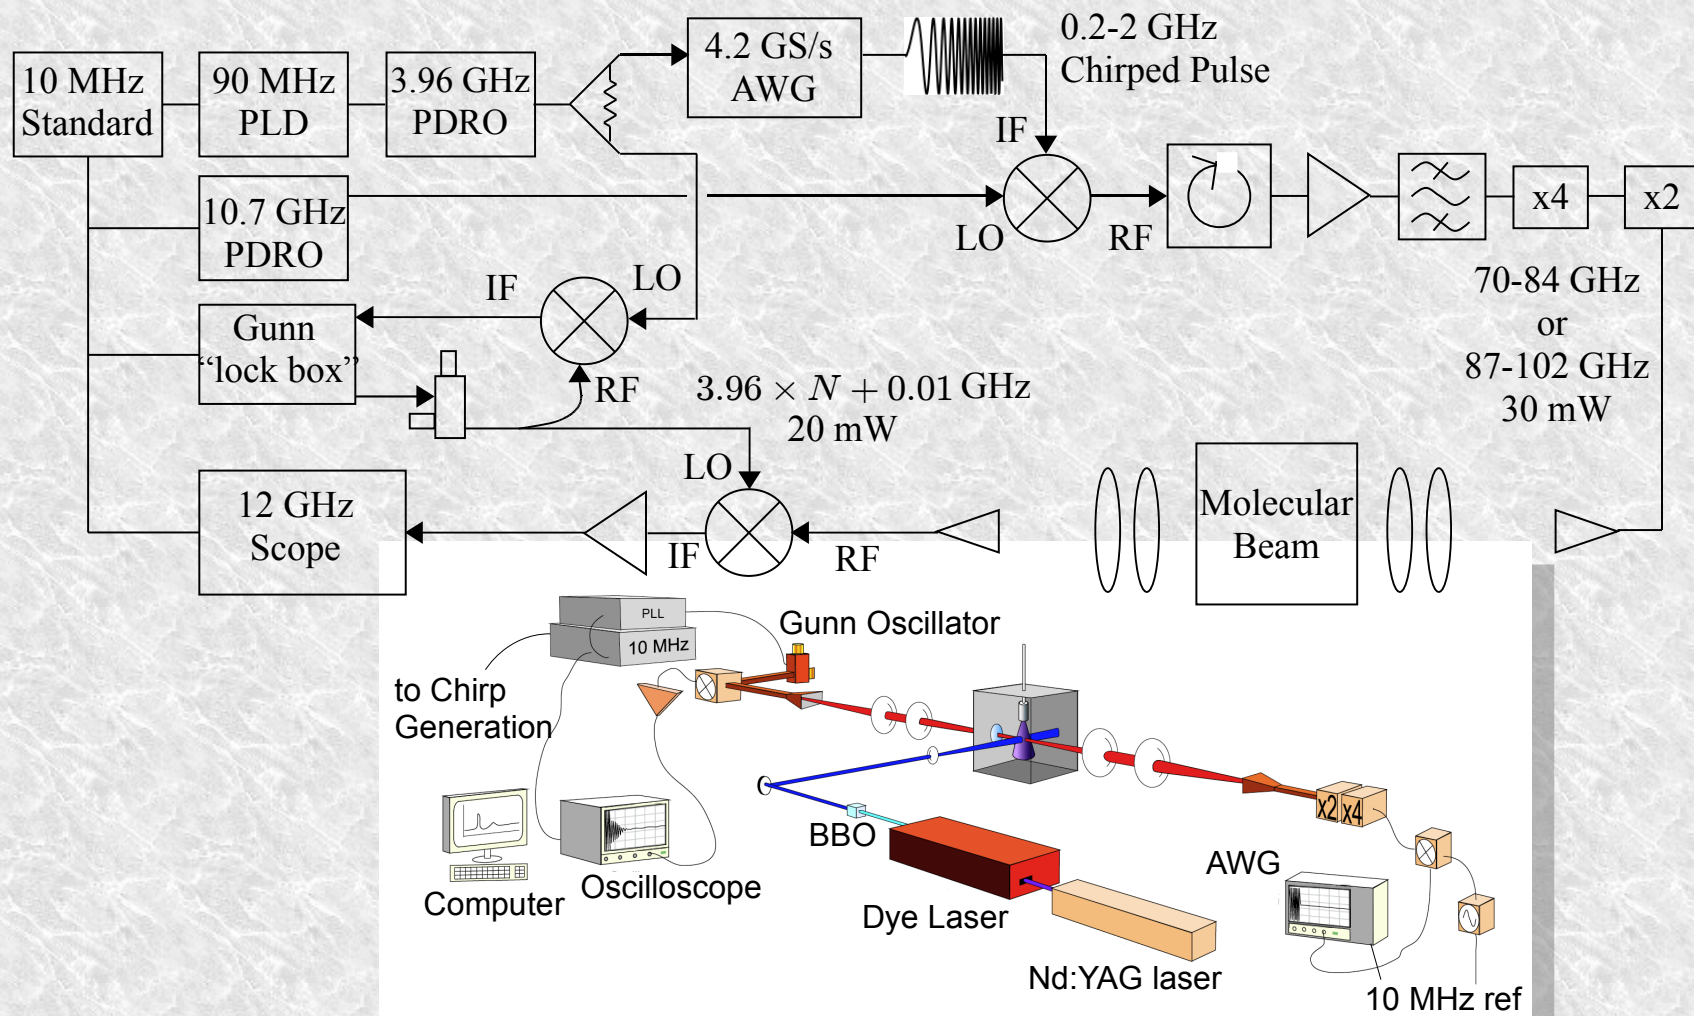 10 MHz
Standard
90 MHz
PLD
3.96 GHz
PDRO
4.2 GS/s
AWG
0.2-2 GHz
Chirped Pulse
IF
LO
RF
x4
x2
10.7 GHz
PDRO
IF
LO
RF
Gunn
“lock box”
3.96 × N + 0.01 GHz
20 mW
70-84 GHz
or
87-102 GHz
30 mW
12 GHz
Scope
LO
IF
RF
Molecular
Beam
PLL
10 MHz
Gunn Oscillator
to Chirp
Generation
x2
x4
BBO
AWG
Computer
Oscilloscope
Dye Laser
Nd:YAG laser
10 MHz ref